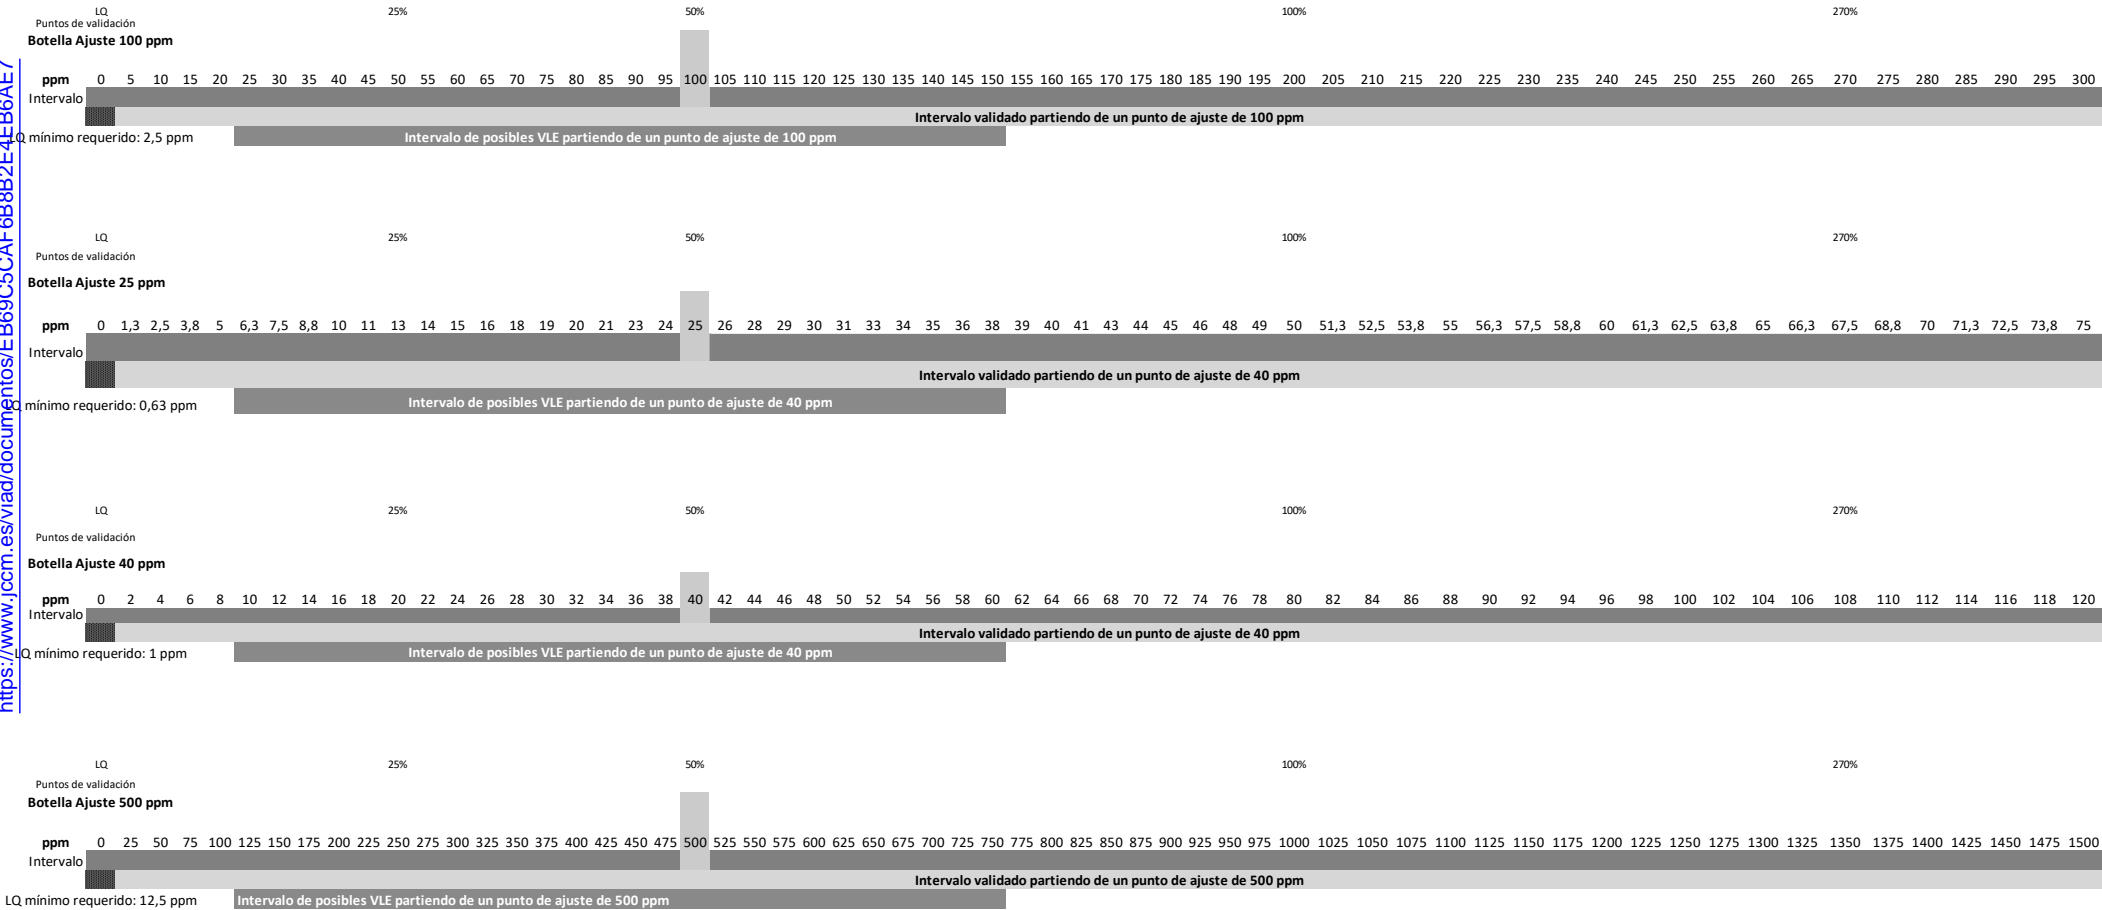 https://www.jccm.es/viad/documentos/EB69C5CAF6B8B2E4EB6AE7
LQ 25% 50% 100% 270%
Puntos de validación
Botella Ajuste 100 ppm
ppm 0 5 10 15 20 25 30 35 40 45 50 55 60 65 70 75 80 85 90 95 100 105 110 115 120 125 130 135 140 145 150 155 160 165 170 175 180 185 190 195 200 205 210 215 220 225 230 235 240 245 250 255 260 265 270 275 280 285 290 295 300
Intervalo
Intervalo validado partiendo de un punto de ajuste de 100 ppm
LQ mínimo requerido: 2,5 ppm Intervalo de posibles VLE partiendo de un punto de ajuste de 100 ppm
LQ 25% 50% 100% 270%
Puntos de validación
Botella Ajuste 25 ppm
ppm 0 1,3 2,5 3,8 5 6,3 7,5 8,8 10 11 13 14 15 16 18 19 20 21 23 24 25 26 28 29 30 31 33 34 35 36 38 39 40 41 43 44 45 46 48 49 50 51,3 52,5 53,8 55 56,3 57,5 58,8 60 61,3 62,5 63,8 65 66,3 67,5 68,8 70 71,3 72,5 73,8 75
Intervalo
Intervalo validado partiendo de un punto de ajuste de 40 ppm
LQ mínimo requerido: 0,63 ppm Intervalo de posibles VLE partiendo de un punto de ajuste de 40 ppm
LQ 25% 50% 100% 270%
Puntos de validación
Botella Ajuste 40 ppm
ppm 0 2 4 6 8 10 12 14 16 18 20 22 24 26 28 30 32 34 36 38 40 42 44 46 48 50 52 54 56 58 60 62 64 66 68 70 72 74 76 78 80 82 84 86 88 90 92 94 96 98 100 102 104 106 108 110 112 114 116 118 120
Intervalo
Intervalo validado partiendo de un punto de ajuste de 40 ppm
LQ mínimo requerido: 1 ppm Intervalo de posibles VLE partiendo de un punto de ajuste de 40 ppm
LQ 25% 50% 100% 270%
Puntos de validación
Botella Ajuste 500 ppm
ppm 0 25 50 75 100 125 150 175 200 225 250 275 300 325 350 375 400 425 450 475 500 525 550 575 600 625 650 675 700 725 750 775 800 825 850 875 900 925 950 975 1000 1025 1050 1075 1100 1125 1150 1175 1200 1225 1250 1275 1300 1325 1350 1375 1400 1425 1450 1475 1500
Intervalo
Intervalo validado partiendo de un punto de ajuste de 500 ppm
LQ mínimo requerido: 12,5 ppm Intervalo de posibles VLE partiendo de un punto de ajuste de 500 ppm